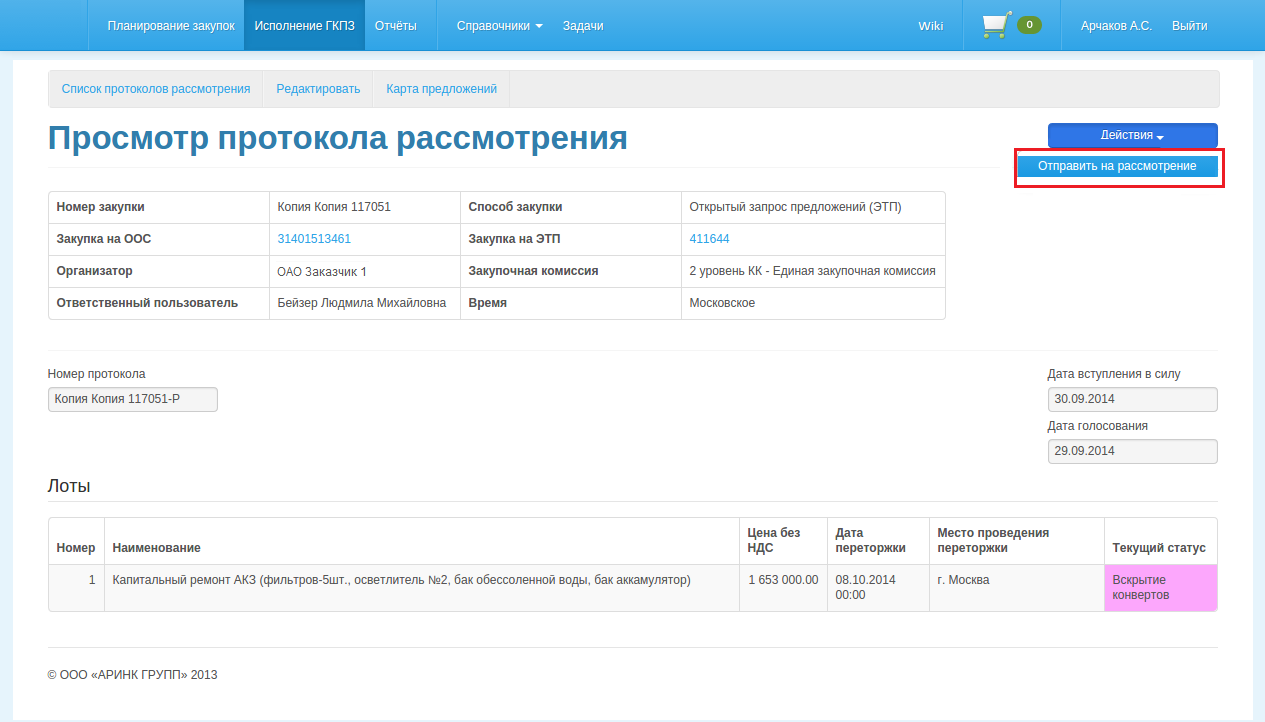 Планирование закупок Исполнение ГКПЗ Отчёты Справочники Задачи Wiki 0 Арчаков А.С. Выйти
Список протоколов рассмотрения Редактировать Карта предложений
Просмотр протокола рассмотрения
Действия
Отправить на рассмотрение
Номер закупки Копия Копия 117051 Способ закупки Открытый запрос предложений (ЭТП)
Закупка на ООС 31401513461 Закупка на ЭТП 411644
Организатор ОАО Заказчик 1 Закупочная комиссия 2 уровень КК - Единая закупочная комиссия
Ответственный пользователь Бейзер Людмила Михайловна Время Московское
Номер протокола
Копия Копия 117051-Р
Дата вступления в силу
30.09.2014
Дата голосования
29.09.2014
Лоты
Номер Наименование Цена без НДС Дата переторжки Место проведения переторжки Текущий статус
1 Капитальный ремонт АКЗ (фильтров-5шт., осветлитель №2, бак обессоленной воды, бак аккамулятор) 1 653 000.00 08.10.2014 00:00 г. Москва Вскрытие конвертов
© ООО «АРИНК ГРУПП» 2013